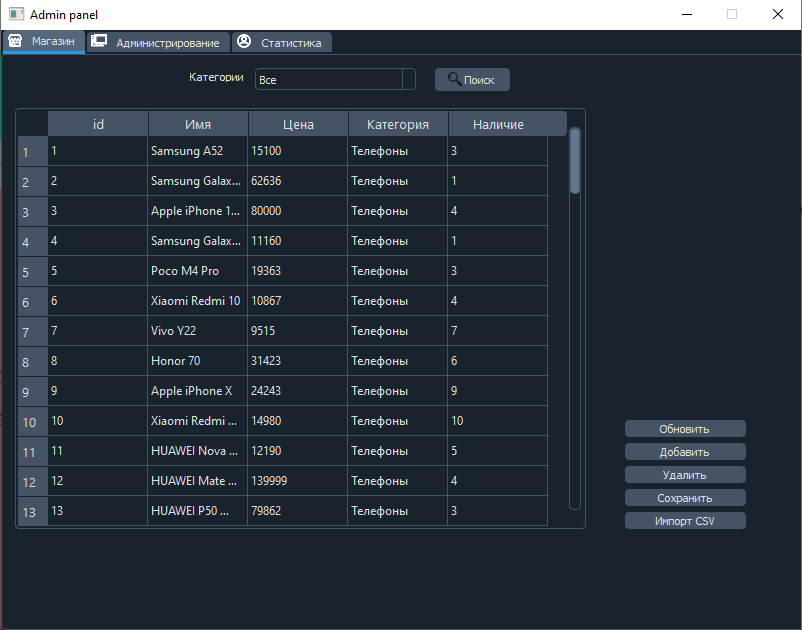 Admin panel
Магазин Администрирование Статистика
Категории Все Поиск
id Имя Цена Категория Наличие
1 1 Samsung A52 15100 Телефоны 3
2 2 Samsung Galax... 62636 Телефоны 1
3 3 Apple iPhone 1... 80000 Телефоны 4
4 4 Samsung Galax... 11160 Телефоны 1
5 5 Poco M4 Pro 19363 Телефоны 3
6 6 Xiaomi Redmi 10 10867 Телефоны 4
7 7 Vivo Y22 9515 Телефоны 7
8 8 Honor 70 31423 Телефоны 6
9 9 Apple iPhone X 24243 Телефоны 9
10 10 Xiaomi Redmi ... 14980 Телефоны 10
11 11 HUAWEI Nova ... 12190 Телефоны 5
12 12 HUAWEI Mate ... 139999 Телефоны 4
13 13 HUAWEI P50 ... 79862 Телефоны 3
Обновить
Добавить
Удалить
Сохранить
Импорт CSV